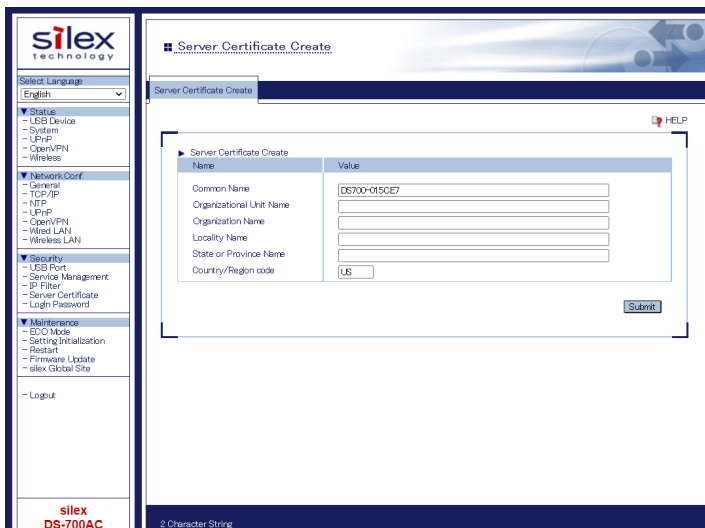 silex
technology
Select Language
English
▼ Status
- USB Device
- System
- UPnP
- OpenVPN
- Wireless
▼ Network Conf.
- General
- TCP/IP
- NTP
- UPnP
- OpenVPN
- Wired LAN
- Wireless LAN
▼ Security
- USB Port
- Service Management
- IP Filter
- Server Certificate
- Login Password
▼ Maintenance
- ECO Mode
- Setting Initialization
- Restart
- Firmware Update
- silex Global Site
- Logout
silex
DS-700AC
Server Certificate Create
Server Certificate Create
HELP
▶ Server Certificate Create
Name Value
Common Name DS700-015CE7
Organizational Unit Name
Organization Name
Locality Name
State or Province Name
Country/Region code US
Submit
2 Character String